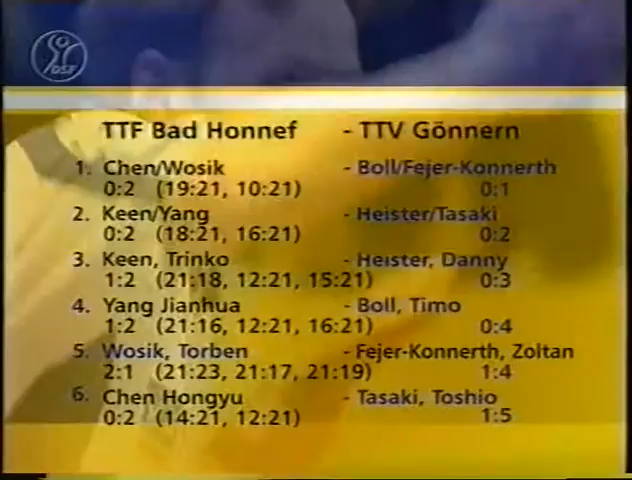 DSF
TTF Bad Honnef - TTV Gönnern
1. Chen/Wosik - Boll/Fejer-Konnerth
0:2 (19:21, 10:21) 0:1
2. Keen/Yang - Heister/Tasaki
0:2 (18:21, 16:21) 0:2
3. Keen, Trinko - Heister, Danny
1:2 (21:18, 12:21, 15:21) 0:3
4. Yang Jianhua - Boll, Timo
1:2 (21:16, 12:21, 16:21) 0:4
5. Wosik, Torben - Fejer-Konnerth, Zoltan
2:1 (21:23, 21:17, 21:19) 1:4
6. Chen Hongyu - Tasaki, Toshio
0:2 (14:21, 12:21) 1:5